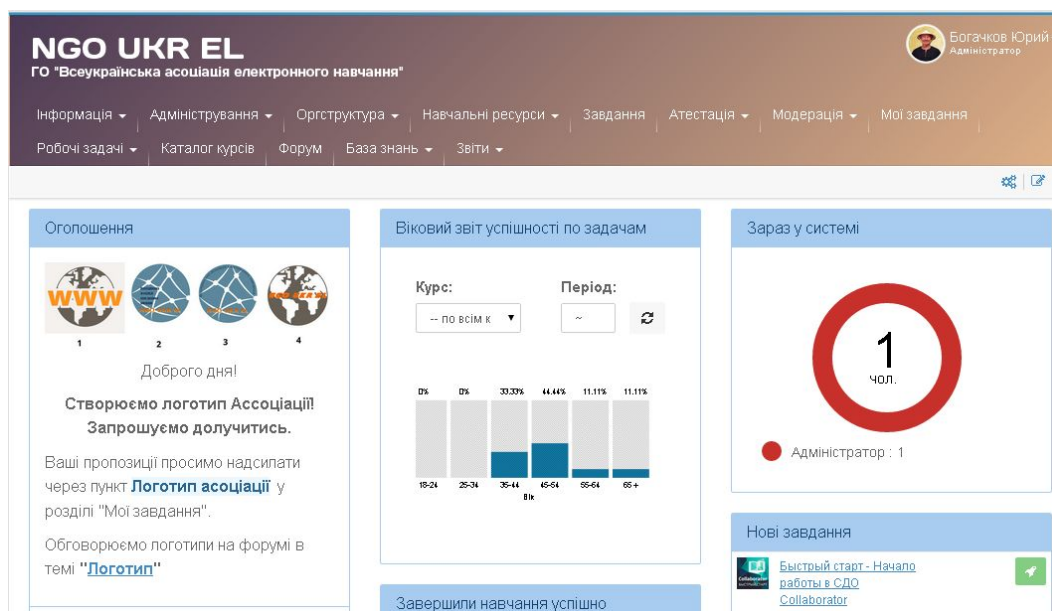 NGO UKR EL
ГО "Всеукраїнська асоціація електронного навчання"
Богачков Юрий
Адміністратор
Інформація Адміністрування Оргструктура Навчальні ресурси Завдання Атестація Модерація Мої завдання
Робочі задачі Каталог курсів Форум База знань Звіти
Оголошення
WWW
1 2 3 4
Доброго дня!
Створюємо логотип Ассоціації!
Запрошуємо долучитись.
Ваші пропозиції просимо надсилати
через пункт Логотип асоціації у
розділі "Мої завдання".
Обговорюємо логотипи на форумі в
темі "Логотип"
Віковий звіт успішності по задачам
Курс: Період:
-- по всім к ~
0% 0% 33.33% 44.44% 11.11% 11.11%
18-24 25-34 35-44 45-54 55-64 65 +
Вік
Завершили навчання успішно
Зараз у системі
1
чол.
Адміністратор : 1
Нові завдання
Быстрый старт - Начало
работы в СДО
Collaborator